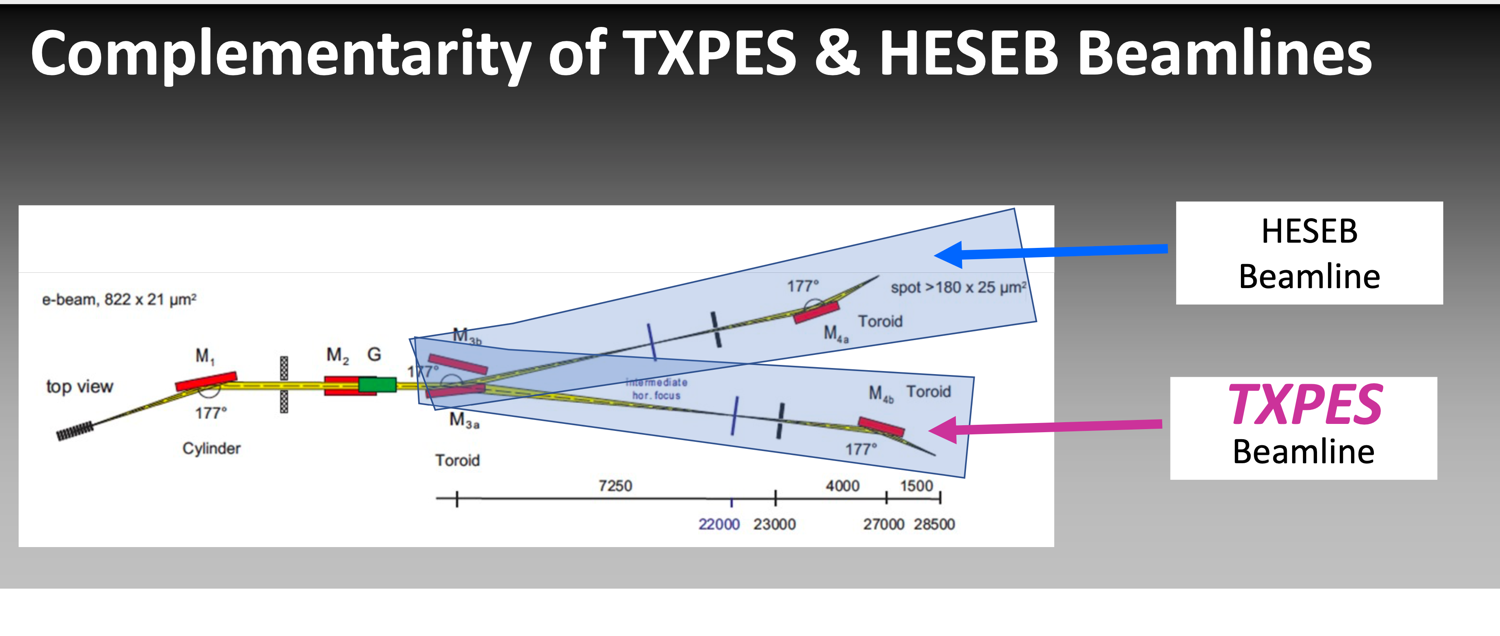 Complementarity of TXPES & HESEB Beamlines
HESEB
Beamline
e-beam, 822 x 21 µm²
177°
spot >180 x 25 µm²
Toroid
M4a
M3b
M1
M2 G
177°
top view
177°
Cylinder
intermediate
hor. focus
M4b Toroid
TXPES
Beamline
M3a
177°
Toroid
7250 4000 1500
22000 23000 27000 28500